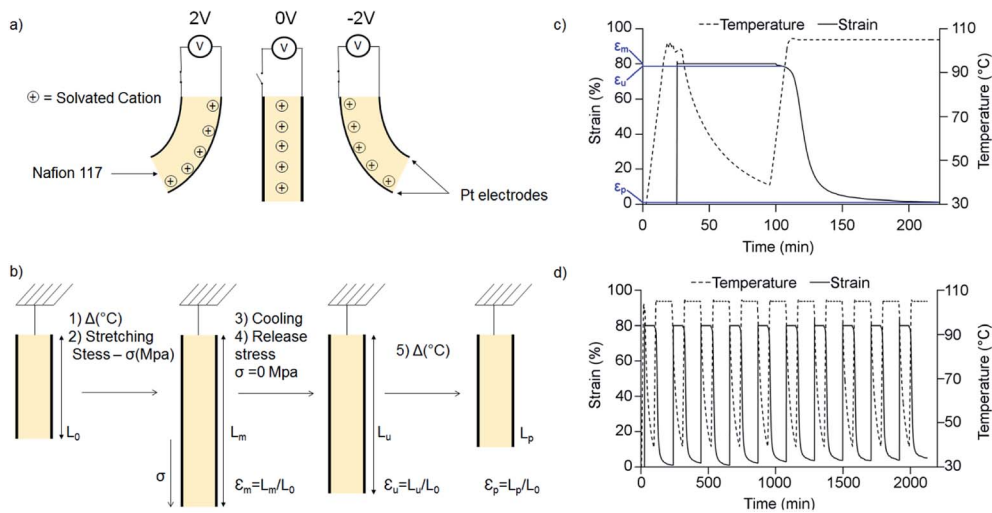 a)
2V
0V
-2V
V
V
V
⊕ = Solvated Cation
Nafion 117
Pt electrodes
b)
1) Δ(°C)
2) Stretching
Stess – σ(Mpa)
3) Cooling
4) Release
stress
σ =0 Mpa
5) Δ(°C)
L0
Lm
Lu
Lp
σ
Ɛm=Lm/L0
Ɛu=Lu/L0
Ɛp=Lp/L0
c)
Temperature
Strain
Strain (%)
100
80
60
40
20
0
εm
εu
εp
0
50
100
150
200
Time (min)
110
90
70
50
30
Temperature (°C)
d)
Temperature
Strain
Strain (%)
100
80
60
40
20
0
0
500
1000
1500
2000
Time (min)
110
90
70
50
30
Temperature (°C)